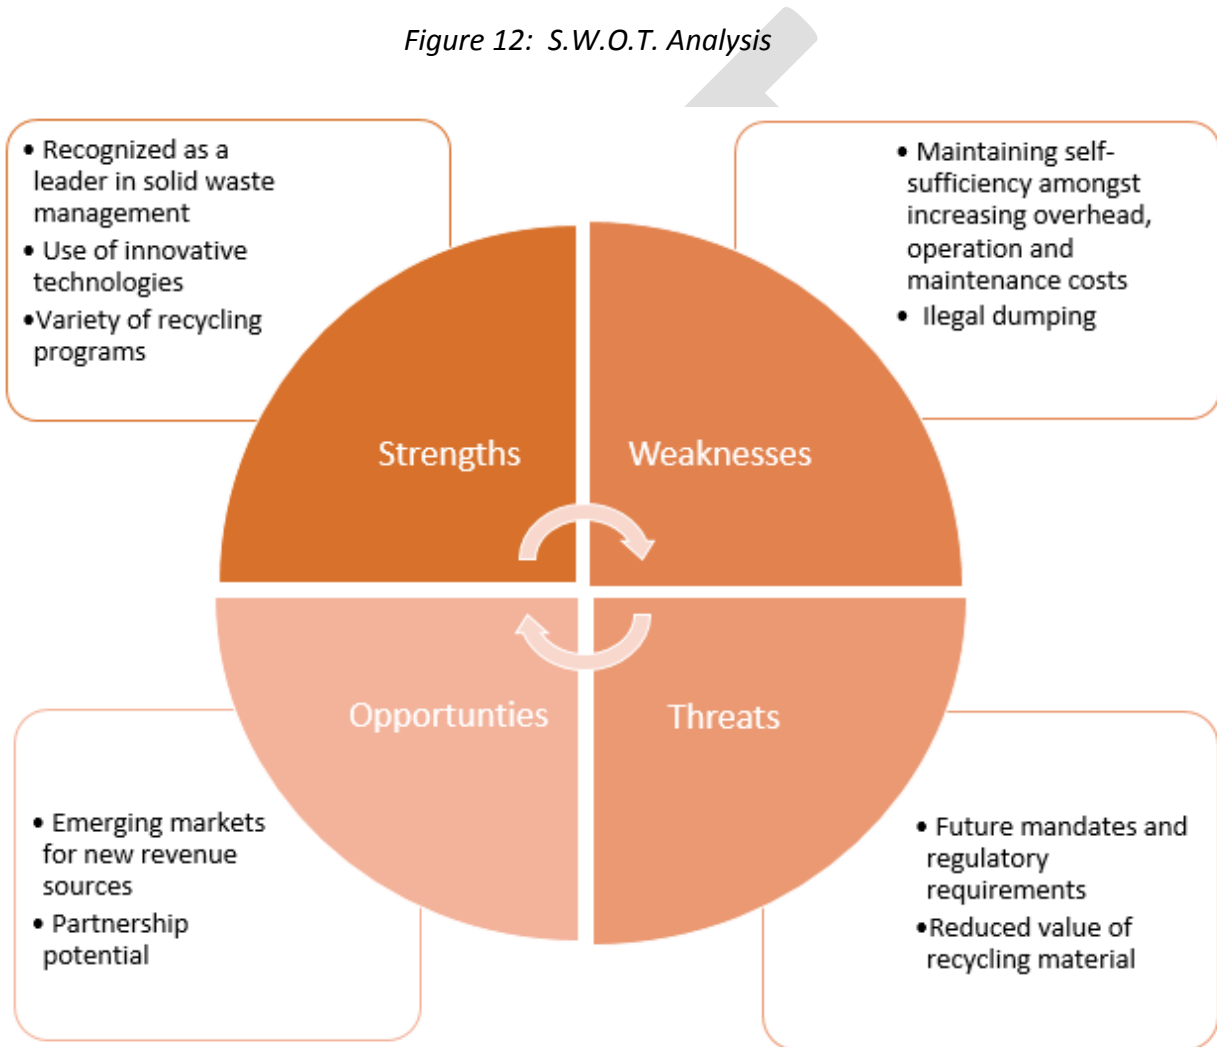 Figure 12:  S.W.O.T. Analysis
• Recognized as a
leader in solid waste
management
• Use of innovative
technologies
•Variety of recycling
programs
• Maintaining self-
sufficiency amongst
increasing overhead,
operation and
maintenance costs
•  Ilegal dumping
Strengths
Weaknesses
Opportunties
Threats
• Emerging markets
for new revenue
sources
• Partnership
potential
• Future mandates and
regulatory
requirements
•Reduced value of
recycling material